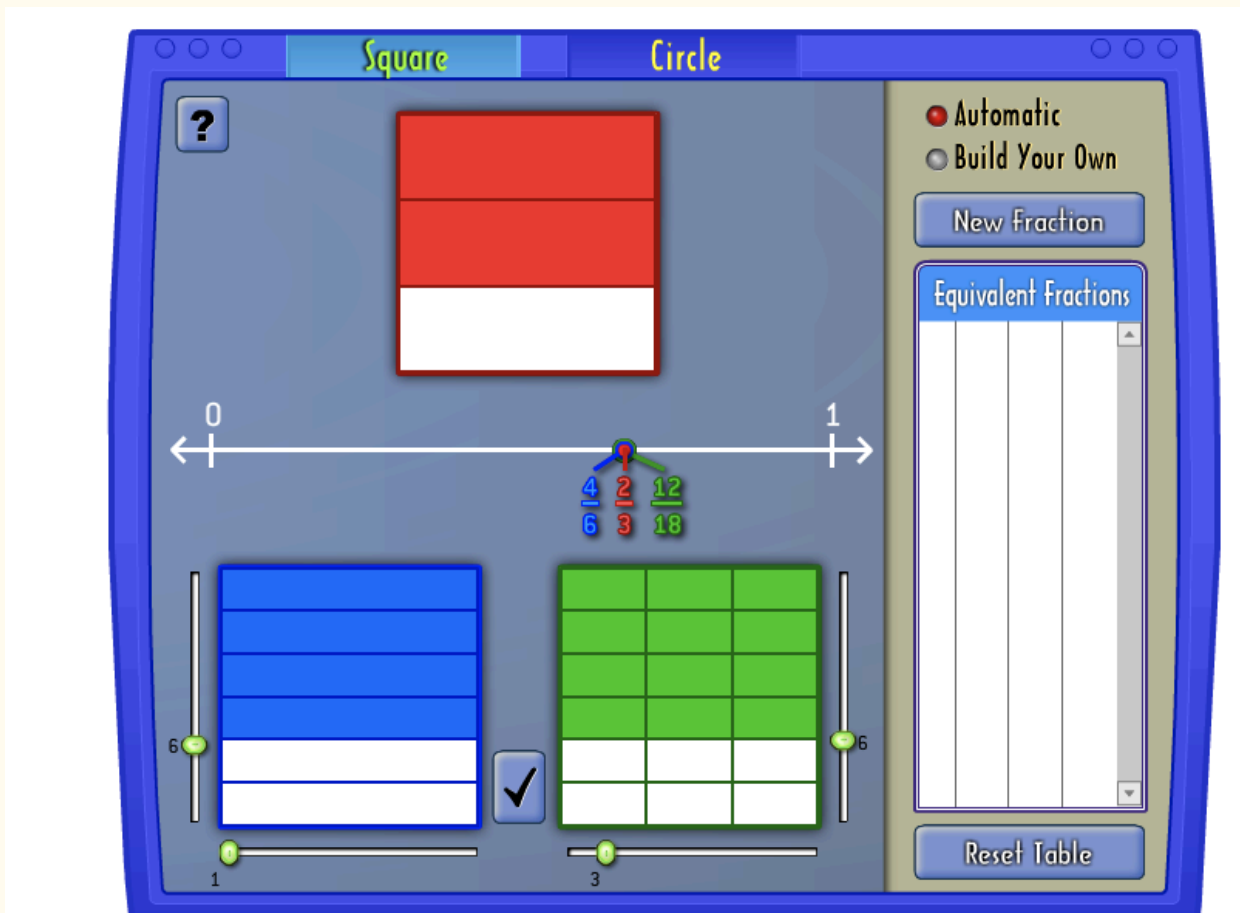 Square Circle
?
Automatic
Build Your Own
New Fraction
Equivalent Fractions
0 1
4 2 12
6 3 18
6 6
1 3
Reset Table